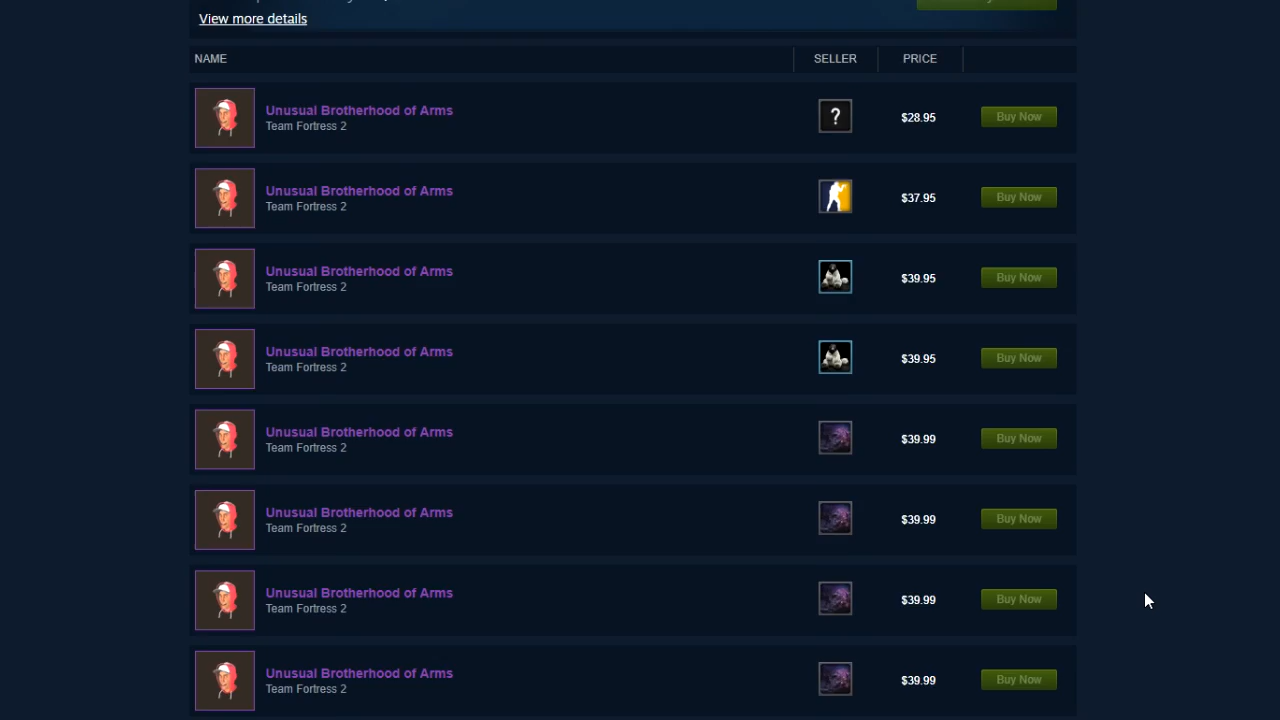 View more details
NAME SELLER PRICE
Unusual Brotherhood of Arms
Team Fortress 2
? $28.95 Buy Now
Unusual Brotherhood of Arms
Team Fortress 2
$37.95 Buy Now
Unusual Brotherhood of Arms
Team Fortress 2
$39.95 Buy Now
Unusual Brotherhood of Arms
Team Fortress 2
$39.95 Buy Now
Unusual Brotherhood of Arms
Team Fortress 2
$39.99 Buy Now
Unusual Brotherhood of Arms
Team Fortress 2
$39.99 Buy Now
Unusual Brotherhood of Arms
Team Fortress 2
$39.99 Buy Now
Unusual Brotherhood of Arms
Team Fortress 2
$39.99 Buy Now